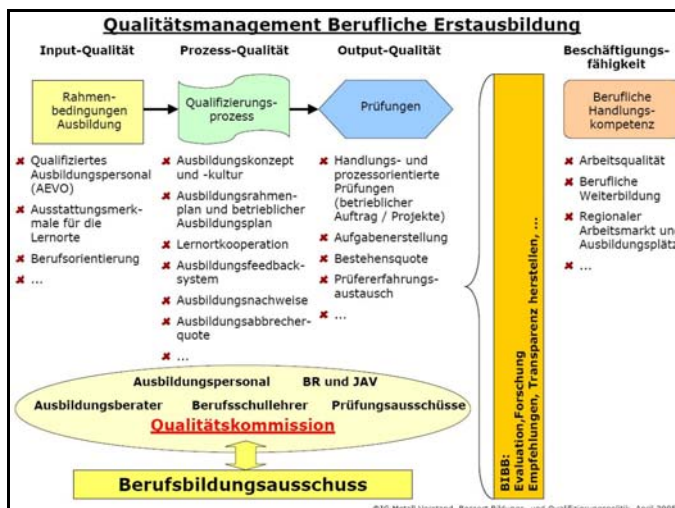 Qualitätsmanagement Berufliche Erstausbildung
Input-Qualität
Rahmen-
bedingungen
Ausbildung
Qualifiziertes
Ausbildungspersonal
(AEVO)
Ausstattungsmerk-
male für die
Lernorte
Berufsorientierung
...
Prozess-Qualität
Qualifizierungs-
prozess
Ausbildungskonzept
und -kultur
Ausbildungsrahmen-
plan und betrieblicher
Ausbildungsplan
Lernortkooperation
Ausbildungsfeedback-
system
Ausbildungsnachweise
Ausbildungsabbrecher-
quote
...
Output-Qualität
Prüfungen
Handlungs- und
prozessorientierte
Prüfungen
(betrieblicher
Auftrag / Projekte)
Aufgabenerstellung
Bestehensquote
Prüfererfahrungs-
austausch
...
BIBB:
Evaluation,Forschung
Empfehlungen, Transparenz herstellen, ...
Beschäftigungs-
fähigkeit
Berufliche
Handlungs-
kompetenz
Arbeitsqualität
Berufliche
Weiterbildung
Regionaler
Arbeitsmarkt un
Ausbildungsplätz
...
Ausbildungspersonal BR und JAV
Ausbildungsberater Berufsschullehrer Prüfungsausschüsse
Qualitätskommission
Berufsbildungsausschuss